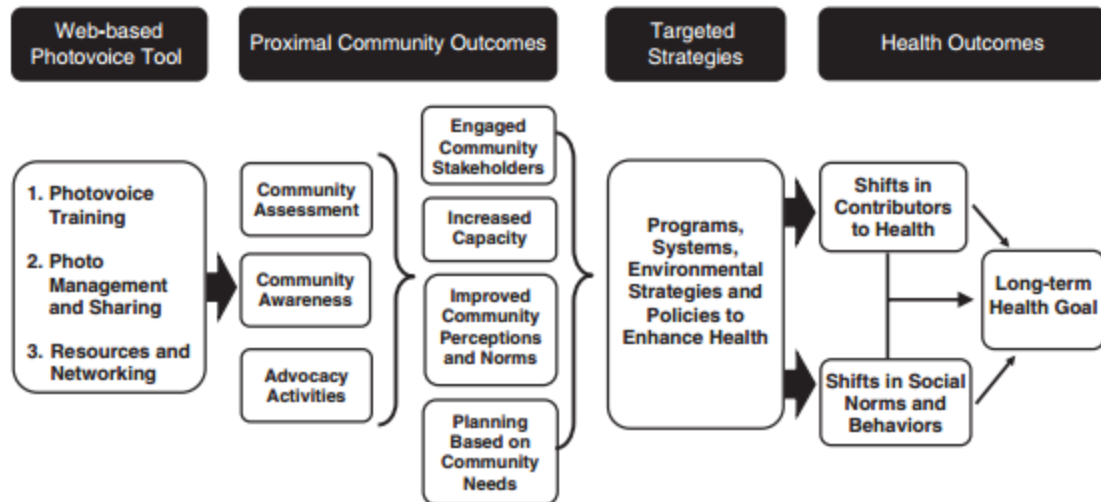 Web-based
Photovoice Tool
Proximal Community Outcomes
Targeted
Strategies
Health Outcomes
1. Photovoice
Training
2. Photo
Management
and Sharing
3. Resources and
Networking
Community
Assessment
Community
Awareness
Advocacy
Activities
Engaged
Community
Stakeholders
Increased
Capacity
Improved
Community
Perceptions
and Norms
Planning
Based on
Community
Needs
Programs,
Systems,
Environmental
Strategies and
Policies to
Enhance Health
Shifts in
Contributors
to Health
Shifts in Social
Norms and
Behaviors
Long-term
Health Goal